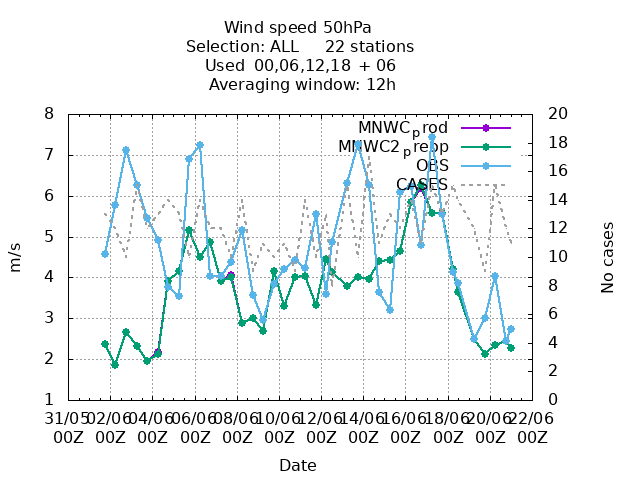 Wind speed 50hPa
Selection: ALL 22 stations
Used 00,06,12,18 + 06
Averaging window: 12h
MNWCprod
MNWC2prepp
OBS
CASES
8
7
6
5
4
3
2
1
m/s
20
18
16
14
12
10
8
6
4
2
0
No cases
31/05 02/06 04/06 06/06 08/06 10/06 12/06 14/06 16/06 18/06 20/06 22/06
00Z 00Z 00Z 00Z 00Z 00Z 00Z 00Z 00Z 00Z 00Z 00Z
Date